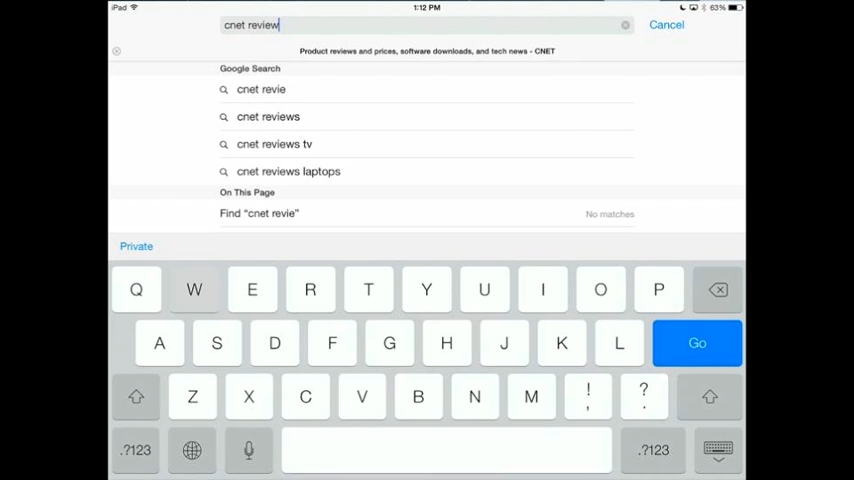 iPad 1:12 PM 63%
cnet review Cancel
Product reviews and prices, software downloads, and tech news - CNET
Google Search
cnet revie
cnet reviews
cnet reviews tv
cnet reviews laptops
On This Page
Find “cnet revie” No matches
Private
Q W E R T Y U I O P
A S D F G H J K L Go
Z X C V B N M ! , ? .
.?123 .?123